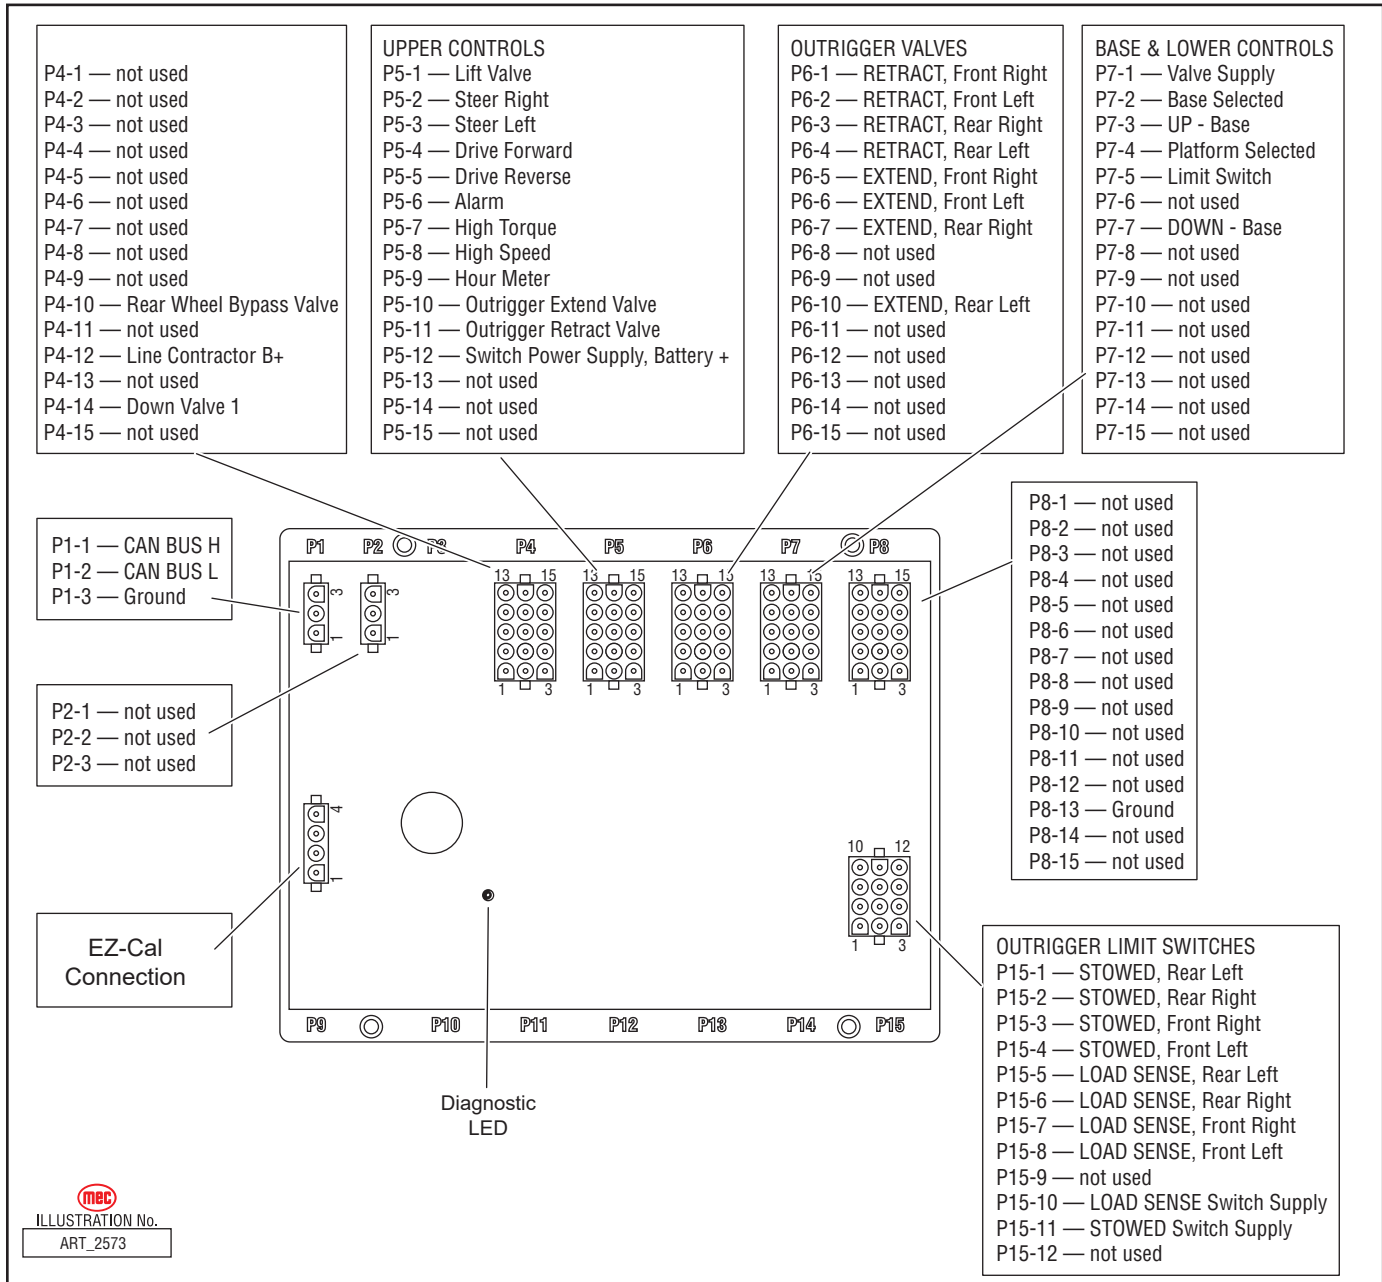 P4-1 — not used
P4-2 — not used
P4-3 — not used
P4-4 — not used
P4-5 — not used
P4-6 — not used
P4-7 — not used
P4-8 — not used
P4-9 — not used
P4-10 — Rear Wheel Bypass Valve
P4-11 — not used
P4-12 — Line Contractor B+
P4-13 — not used
P4-14 — Down Valve 1
P4-15 — not used
UPPER CONTROLS
P5-1 — Lift Valve
P5-2 — Steer Right
P5-3 — Steer Left
P5-4 — Drive Forward
P5-5 — Drive Reverse
P5-6 — Alarm
P5-7 — High Torque
P5-8 — High Speed
P5-9 — Hour Meter
P5-10 — Outrigger Extend Valve
P5-11 — Outrigger Retract Valve
P5-12 — Switch Power Supply, Battery +
P5-13 — not used
P5-14 — not used
P5-15 — not used
OUTRIGGER VALVES
P6-1 — RETRACT, Front Right
P6-2 — RETRACT, Front Left
P6-3 — RETRACT, Rear Right
P6-4 — RETRACT, Rear Left
P6-5 — EXTEND, Front Right
P6-6 — EXTEND, Front Left
P6-7 — EXTEND, Rear Right
P6-8 — not used
P6-9 — not used
P6-10 — EXTEND, Rear Left
P6-11 — not used
P6-12 — not used
P6-13 — not used
P6-14 — not used
P6-15 — not used
BASE & LOWER CONTROLS
P7-1 — Valve Supply
P7-2 — Base Selected
P7-3 — UP - Base
P7-4 — Platform Selected
P7-5 — Limit Switch
P7-6 — not used
P7-7 — DOWN - Base
P7-8 — not used
P7-9 — not used
P7-10 — not used
P7-11 — not used
P7-12 — not used
P7-13 — not used
P7-14 — not used
P7-15 — not used
P1-1 — CAN BUS H
P1-2 — CAN BUS L
P1-3 — Ground
P2-1 — not used
P2-2 — not used
P2-3 — not used
EZ-Cal
Connection
P1 P2 P3 P4 P5 P6 P7 P8
3 3 13 15 13 15 13 15 13 15 13 15
1 1 1 3 1 3 1 3 1 3 1 3
4
1
10 12
1 3
P9 P10 P11 P12 P13 P14 P15
Diagnostic
LED
P8-1 — not used
P8-2 — not used
P8-3 — not used
P8-4 — not used
P8-5 — not used
P8-6 — not used
P8-7 — not used
P8-8 — not used
P8-9 — not used
P8-10 — not used
P8-11 — not used
P8-12 — not used
P8-13 — Ground
P8-14 — not used
P8-15 — not used
OUTRIGGER LIMIT SWITCHES
P15-1 — STOWED, Rear Left
P15-2 — STOWED, Rear Right
P15-3 — STOWED, Front Right
P15-4 — STOWED, Front Left
P15-5 — LOAD SENSE, Rear Left
P15-6 — LOAD SENSE, Rear Right
P15-7 — LOAD SENSE, Front Right
P15-8 — LOAD SENSE, Front Left
P15-9 — not used
P15-10 — LOAD SENSE Switch Supply
P15-11 — STOWED Switch Supply
P15-12 — not used
mec
ILLUSTRATION No.
ART_2573